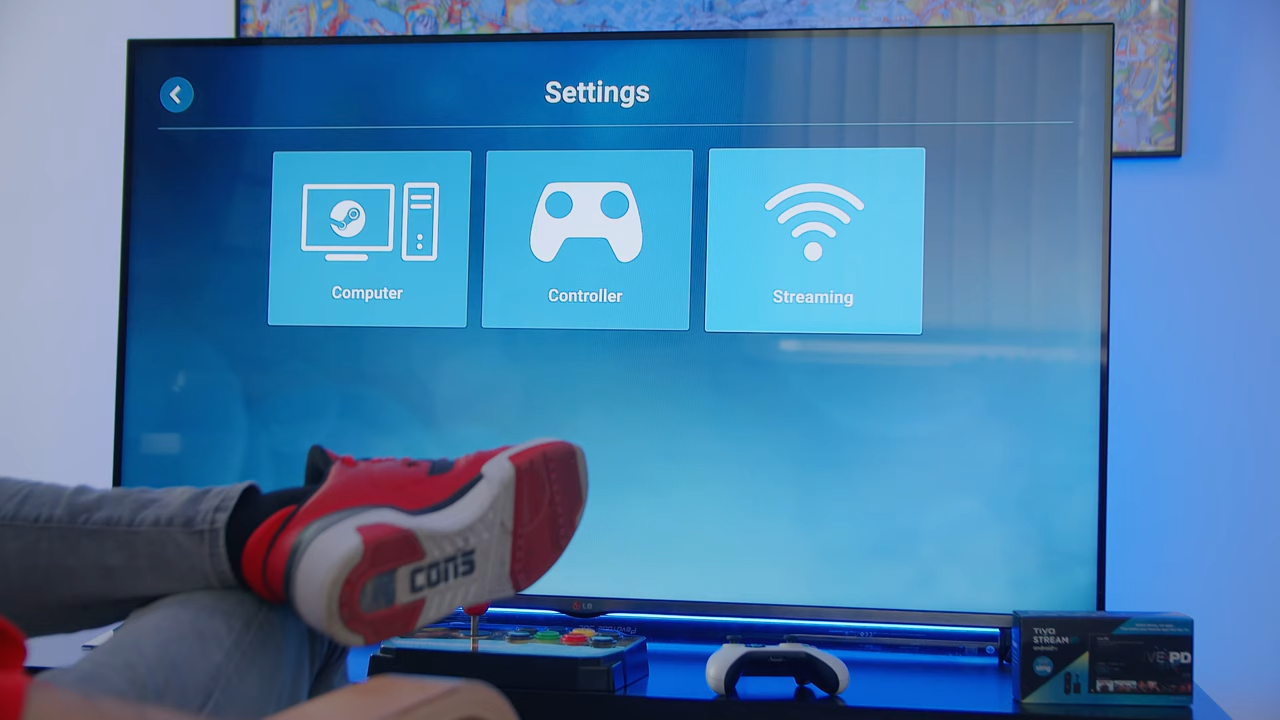 Settings
Computer
Controller
Streaming
CONS
LG
TIVO
STREAM